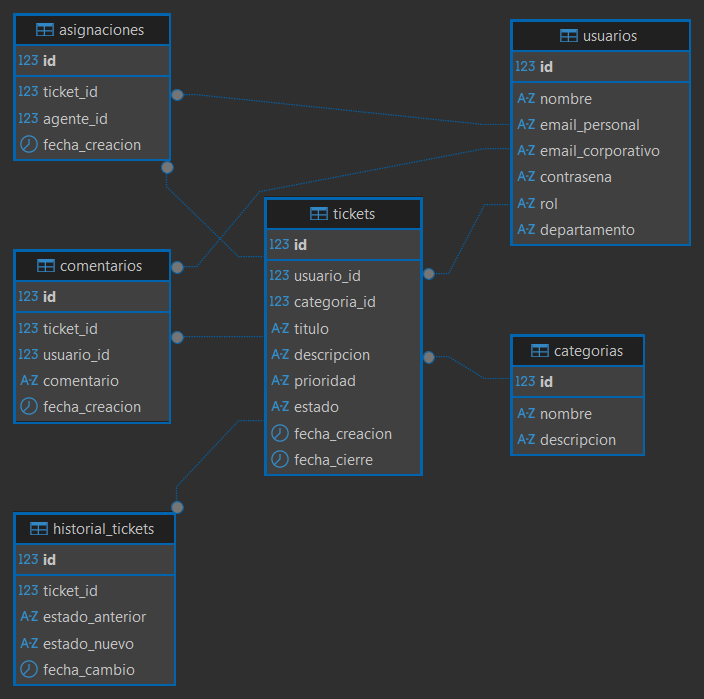 asignaciones
123 id
123 ticket_id
123 agente_id
fecha_creacion
usuarios
123 id
A-Z nombre
A-Z email_personal
A-Z email_corporativo
A-Z contrasena
A-Z rol
A-Z departamento
tickets
123 id
123 usuario_id
123 categoria_id
A-Z titulo
A-Z descripcion
A-Z prioridad
A-Z estado
fecha_creacion
fecha_cierre
comentarios
123 id
123 ticket_id
123 usuario_id
A-Z comentario
fecha_creacion
categorias
123 id
A-Z nombre
A-Z descripcion
historial_tickets
123 id
123 ticket_id
A-Z estado_anterior
A-Z estado_nuevo
fecha_cambio